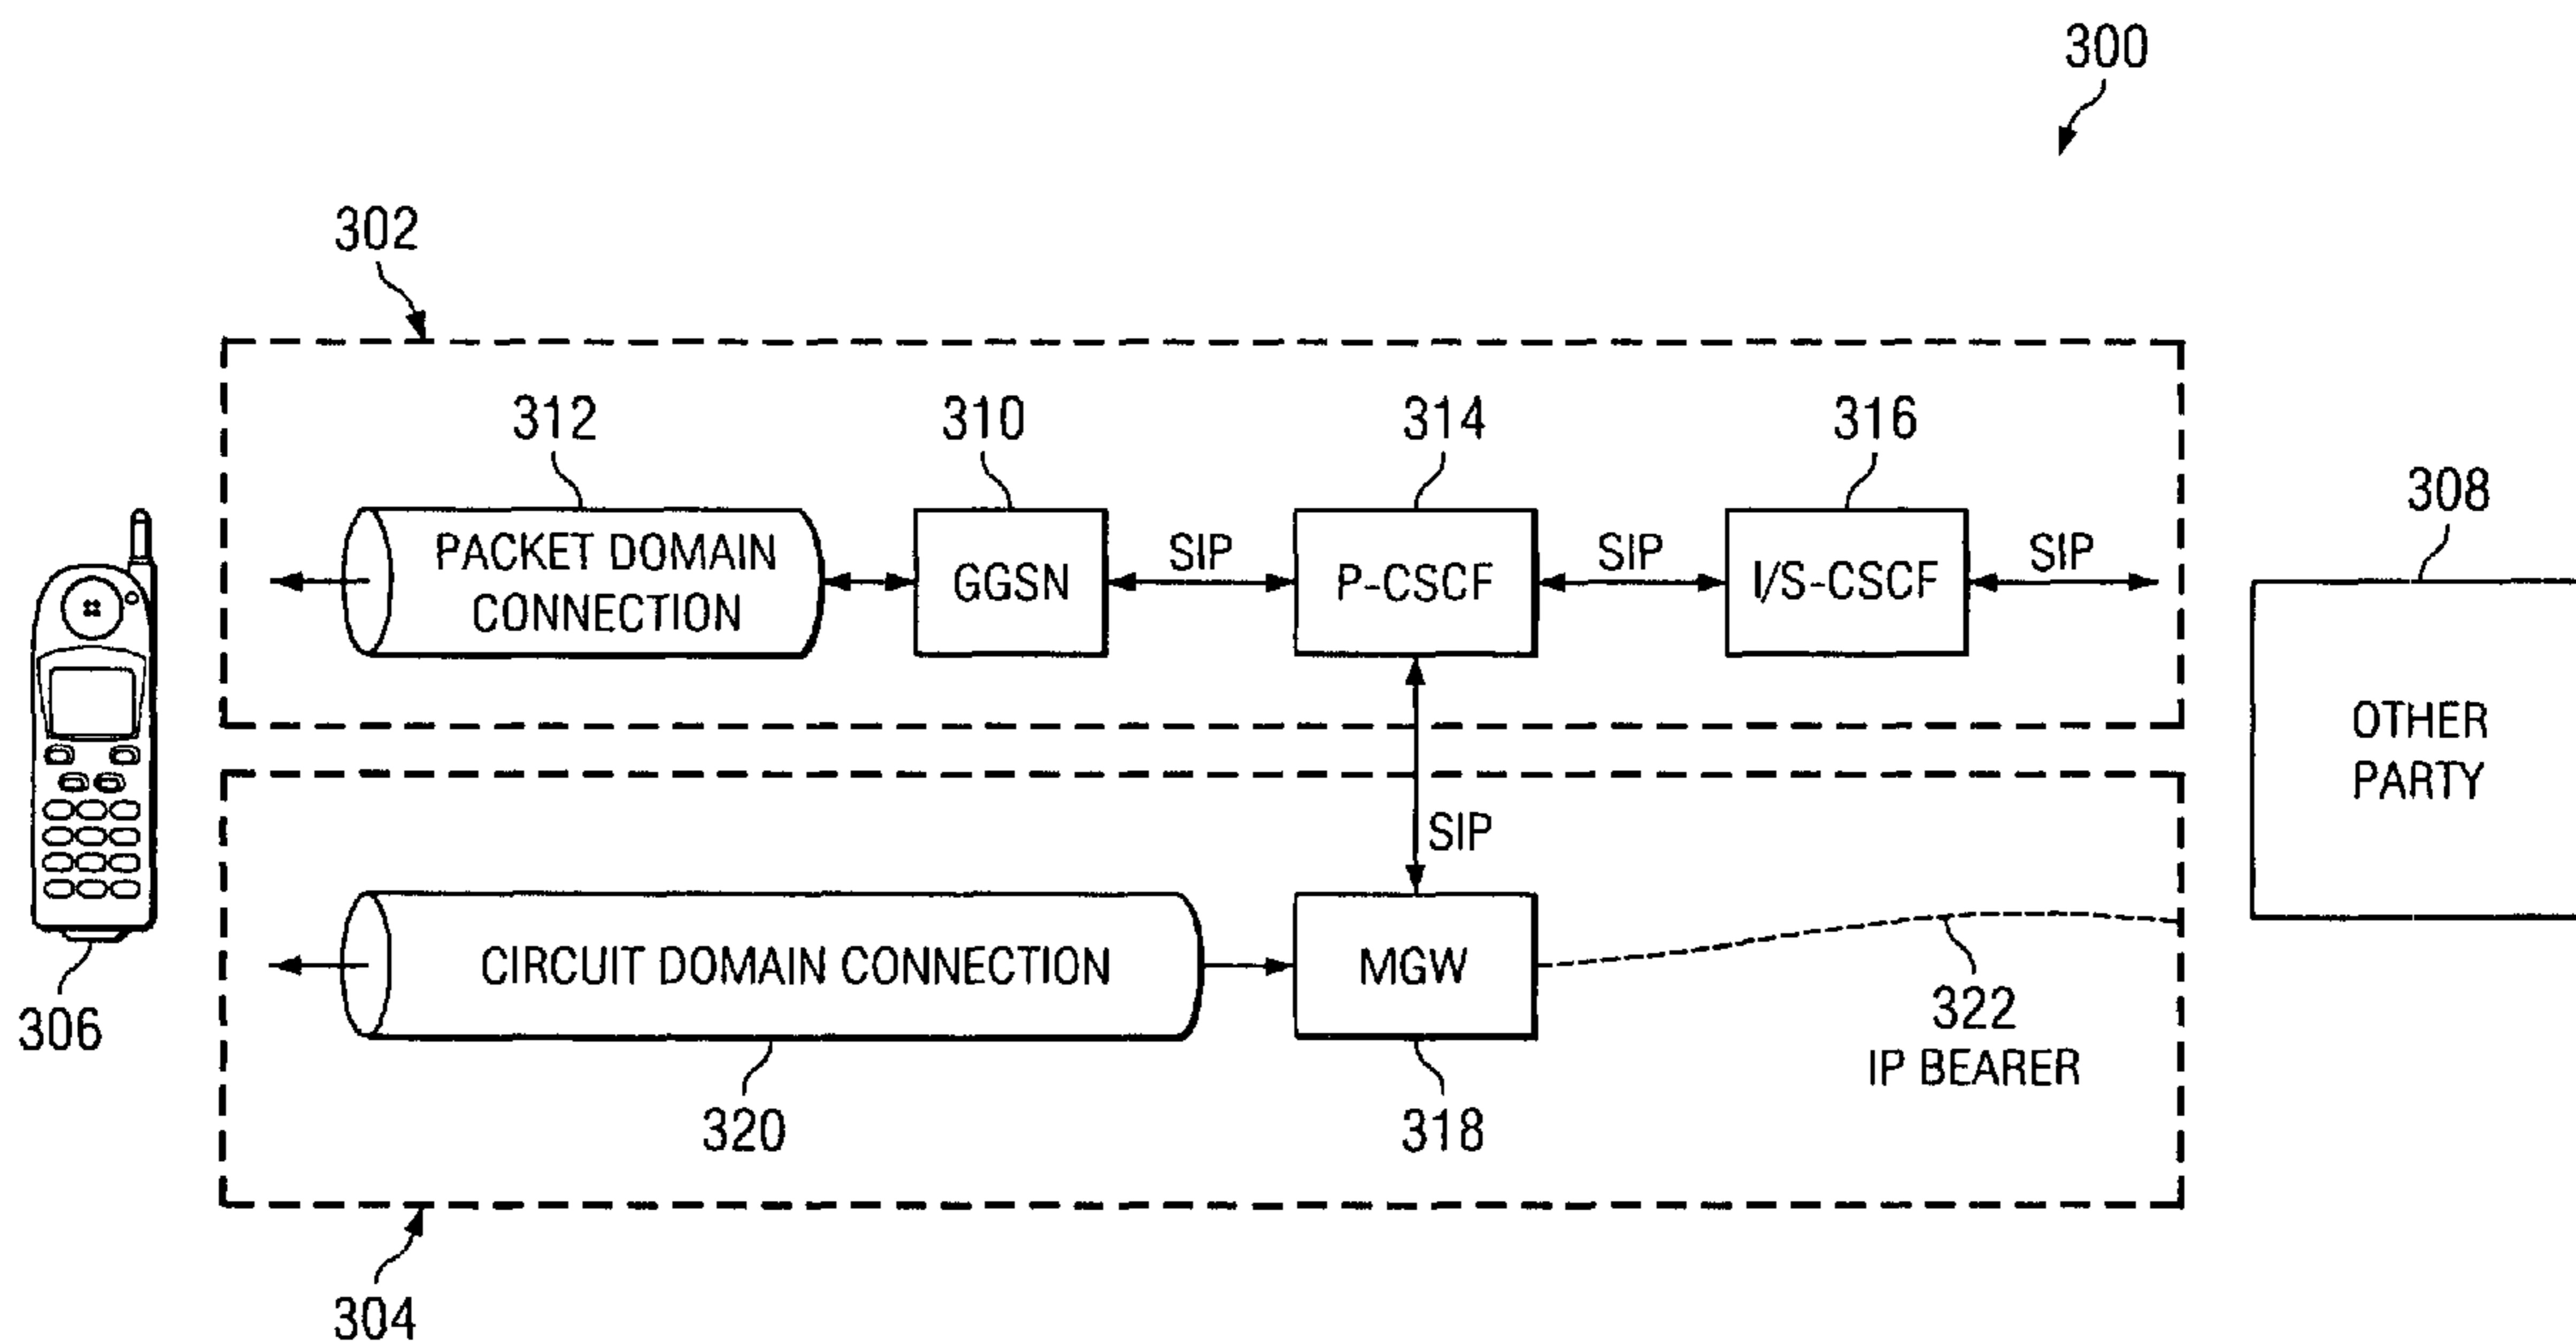 300
302
312
310
314
316
308
PACKET DOMAIN
CONNECTION
GGSN
SIP
P-CSCF
SIP
I/S-CSCF
SIP
OTHER
PARTY
SIP
CIRCUIT DOMAIN CONNECTION
MGW
322
IP BEARER
306
320
318
304